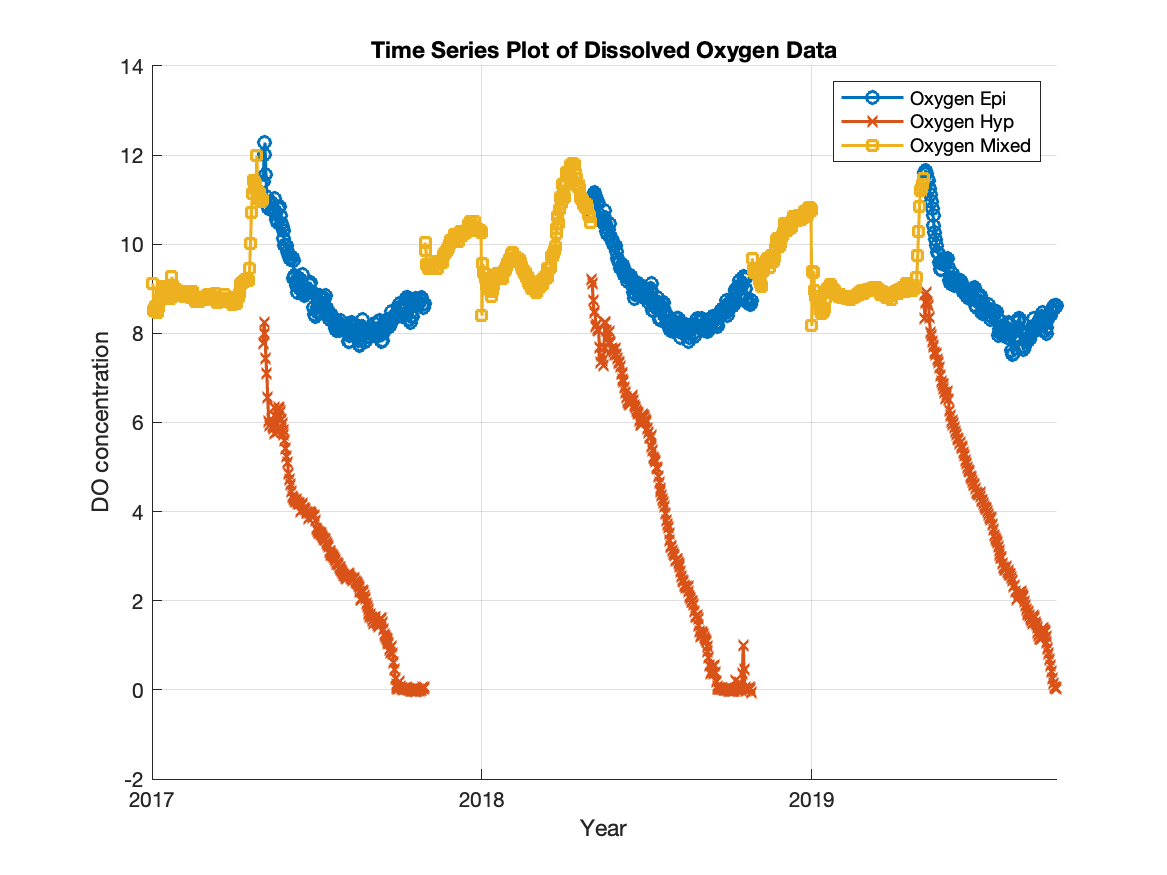 Time Series Plot of Dissolved Oxygen Data
14
12
10
8
6
4
2
0
-2
DO concentration
Oxygen Epi
Oxygen Hyp
Oxygen Mixed
2017
2018
2019
Year